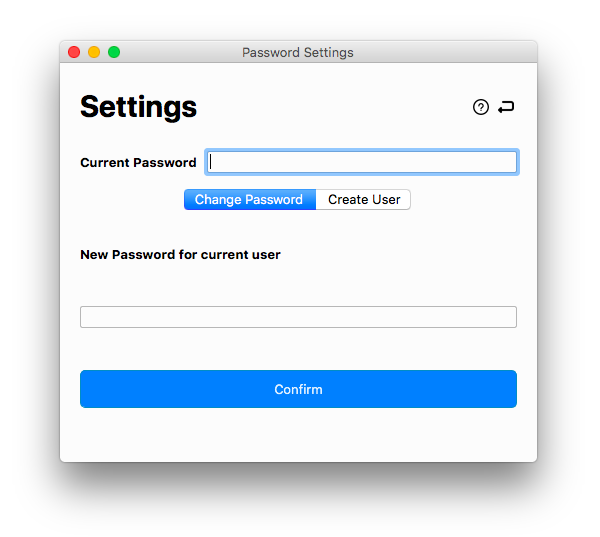 Password Settings
Settings
Current Password
Change Password Create User
New Password for current user
Confirm